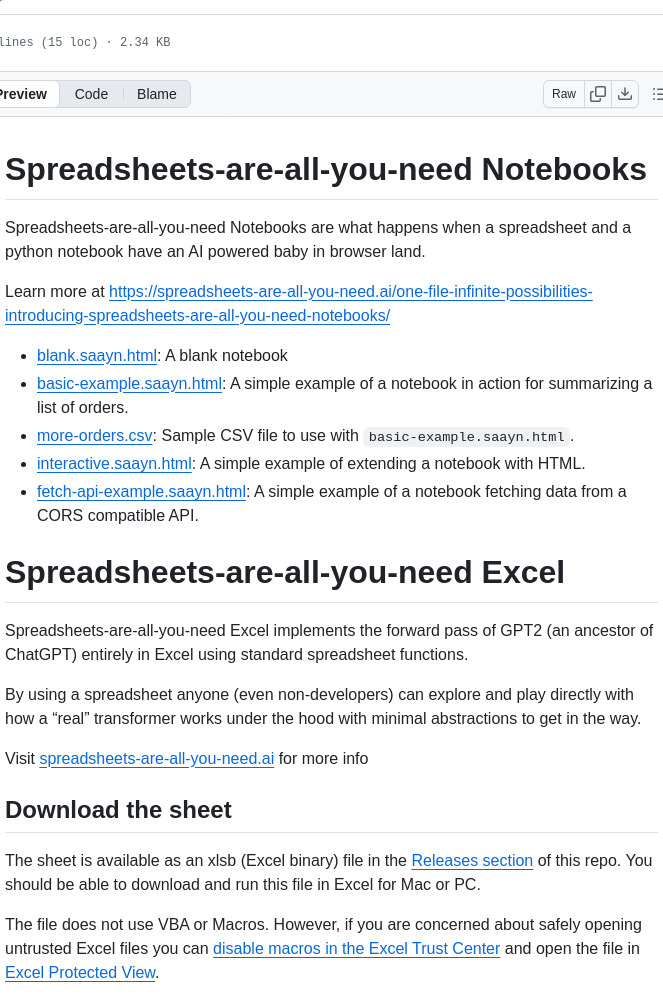 lines (15 loc) · 2.34 KB
Preview Code Blame Raw
Spreadsheets-are-all-you-need Notebooks
Spreadsheets-are-all-you-need Notebooks are what happens when a spreadsheet and a
python notebook have an AI powered baby in browser land.
Learn more at https://spreadsheets-are-all-you-need.ai/one-file-infinite-possibilities-
introducing-spreadsheets-are-all-you-need-notebooks/
blank.saayn.html: A blank notebook
basic-example.saayn.html: A simple example of a notebook in action for summarizing a
list of orders.
more-orders.csv: Sample CSV file to use with basic-example.saayn.html.
interactive.saayn.html: A simple example of extending a notebook with HTML.
fetch-api-example.saayn.html: A simple example of a notebook fetching data from a
CORS compatible API.
Spreadsheets-are-all-you-need Excel
Spreadsheets-are-all-you-need Excel implements the forward pass of GPT2 (an ancestor of
ChatGPT) entirely in Excel using standard spreadsheet functions.
By using a spreadsheet anyone (even non-developers) can explore and play directly with
how a “real” transformer works under the hood with minimal abstractions to get in the way.
Visit spreadsheets-are-all-you-need.ai for more info
Download the sheet
The sheet is available as an xlsb (Excel binary) file in the Releases section of this repo. You
should be able to download and run this file in Excel for Mac or PC.
The file does not use VBA or Macros. However, if you are concerned about safely opening
untrusted Excel files you can disable macros in the Excel Trust Center and open the file in
Excel Protected View.